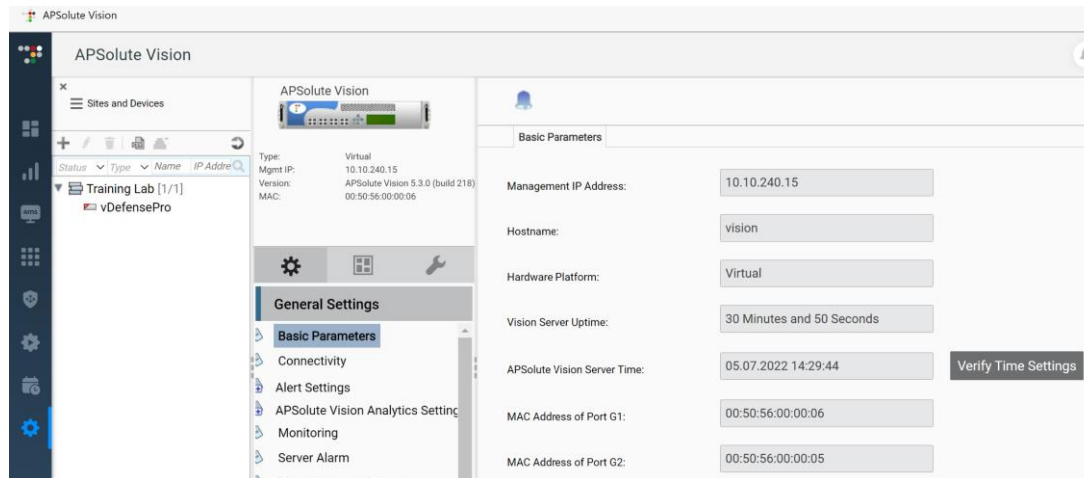 APSolute Vision
APSolute Vision
Sites and Devices
Status Type Name IP Addre
Training Lab [1/1]
vDefensePro
APSolute Vision
Type: Virtual
Mgmt IP: 10.10.240.15
Version: APSolute Vision 5.3.0 (build 218)
MAC: 00:50:56:00:00:06
General Settings
Basic Parameters
Connectivity
Alert Settings
APSolute Vision Analytics Setting
Monitoring
Server Alarm
Basic Parameters
Management IP Address: 10.10.240.15
Hostname: vision
Hardware Platform: Virtual
Vision Server Uptime: 30 Minutes and 50 Seconds
APSolute Vision Server Time: 05.07.2022 14:29:44 Verify Time Settings
MAC Address of Port G1: 00:50:56:00:00:06
MAC Address of Port G2: 00:50:56:00:00:05